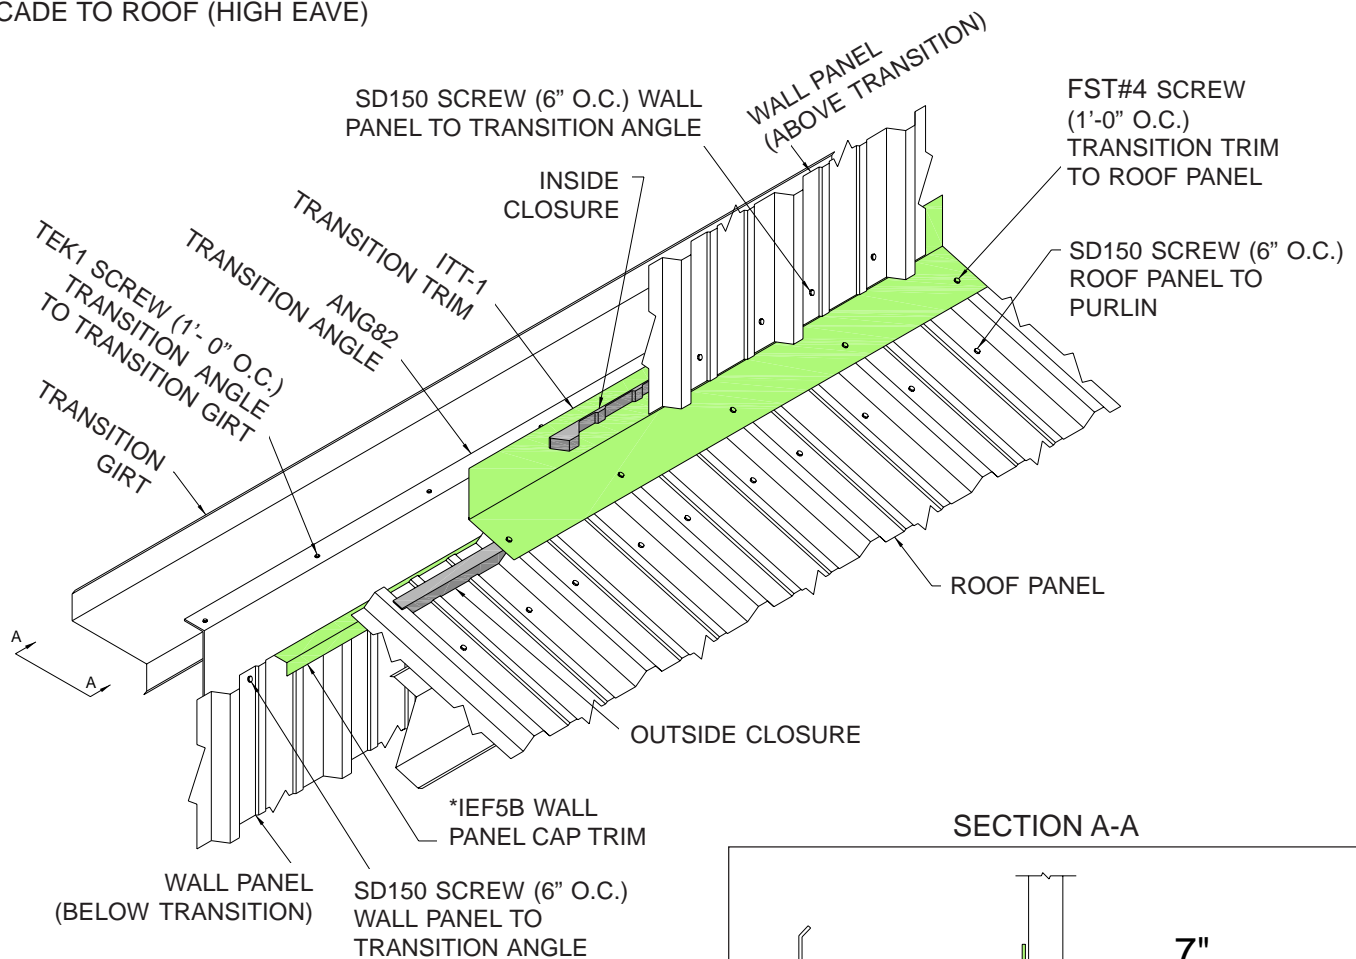 CADE TO ROOF (HIGH EAVE)
SD150 SCREW (6” O.C.) WALL
PANEL TO TRANSITION ANGLE
WALL PANEL
(ABOVE TRANSITION)
FST#4 SCREW
(1’-0” O.C.)
TRANSITION TRIM
TO ROOF PANEL
INSIDE
CLOSURE
ITT-1
TRANSITION TRIM
ANG82
TRANSITION ANGLE
TEK1 SCREW (1’- 0” O.C.)
TRANSITION ANGLE
TO TRANSITION GIRT
TRANSITION
GIRT
SD150 SCREW (6” O.C.)
ROOF PANEL TO
PURLIN
ROOF PANEL
A
A
OUTSIDE CLOSURE
*IEF5B WALL
PANEL CAP TRIM
WALL PANEL
(BELOW TRANSITION)
SD150 SCREW (6” O.C.)
WALL PANEL TO
TRANSITION ANGLE
SECTION A-A
7"